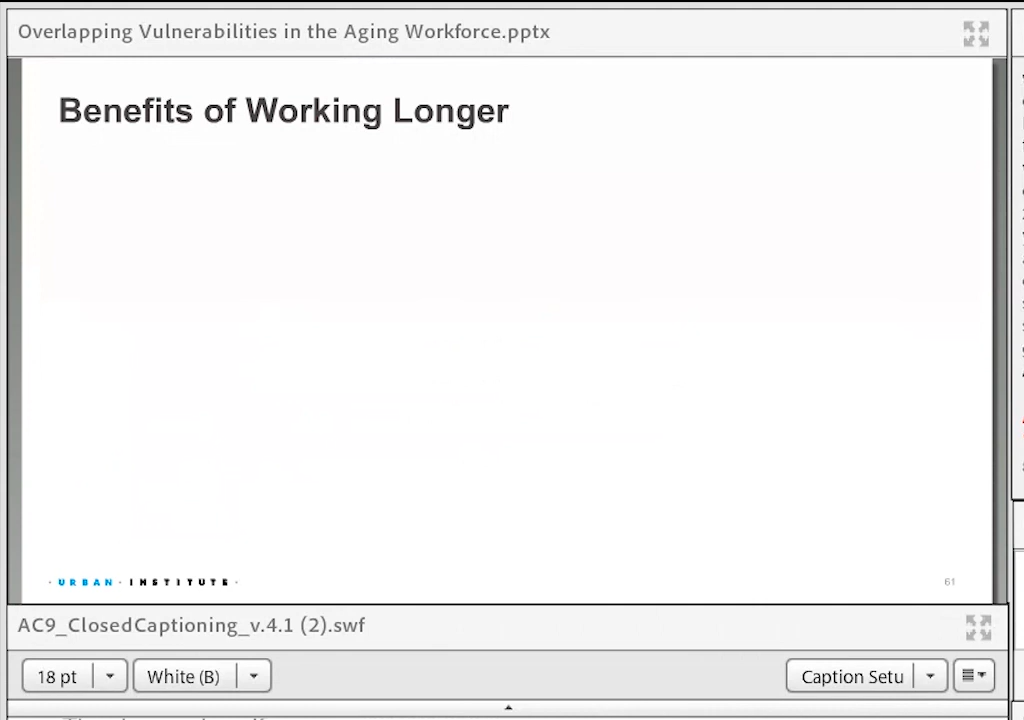 Overlapping Vulnerabilities in the Aging Workforce.pptx
Benefits of Working Longer
· URBAN · INSTITUTE ·
61
AC9_ClosedCaptioning_v.4.1 (2).swf
18 pt
White (B)
Caption Setu